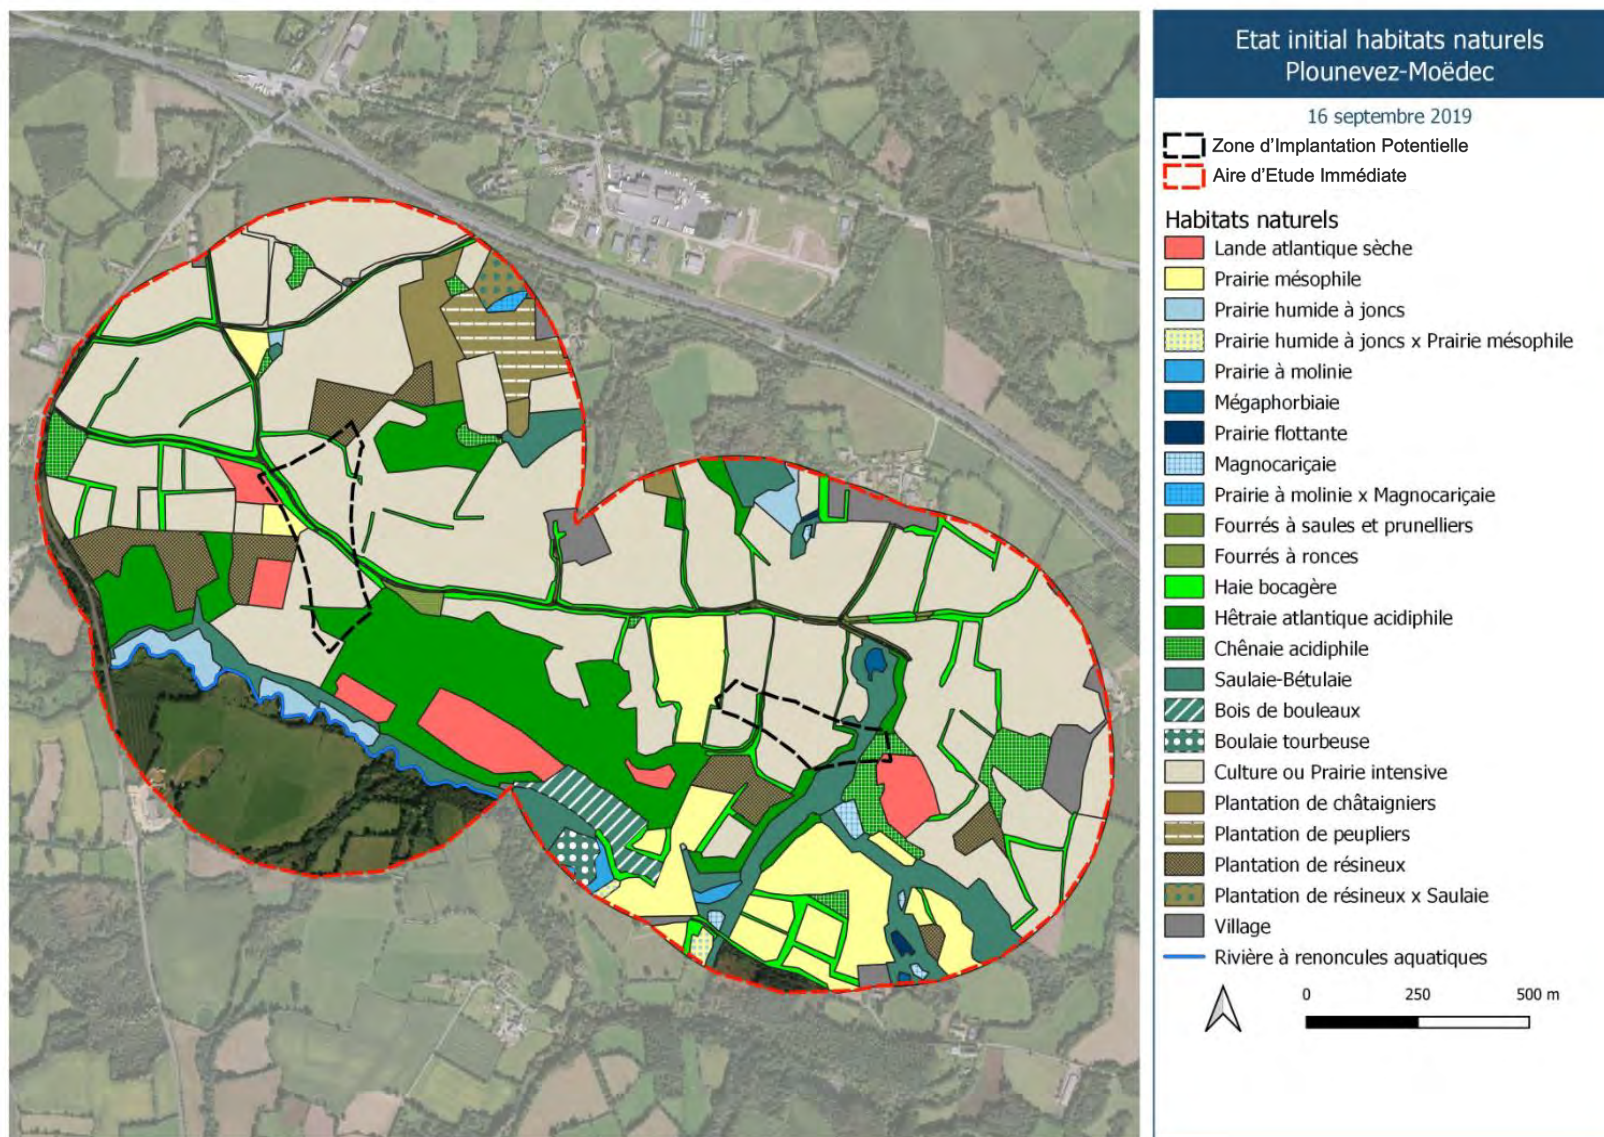 Etat initial habitats naturels
Plounevez-Moëdec
16 septembre 2019
Zone d'Implantation Potentielle
Aire d'Etude Immédiate
Habitats naturels
Lande atlantique sèche
Prairie mésophile
Prairie humide à joncs
Prairie humide à joncs x Prairie mésophile
Prairie à molinie
Mégaphorbiaie
Prairie flottante
Magnocariçaie
Prairie à molinie x Magnocariçaie
Fourrés à saules et prunelliers
Fourrés à ronces
Haie bocagère
Hêtraie atlantique acidiphile
Chênaie acidiphile
Saulaie-Bétulaie
Bois de bouleaux
Boulaie tourbeuse
Culture ou Prairie intensive
Plantation de châtaigniers
Plantation de peupliers
Plantation de résineux
Plantation de résineux x Saulaie
Village
Rivière à renoncules aquatiques
0 250 500 m